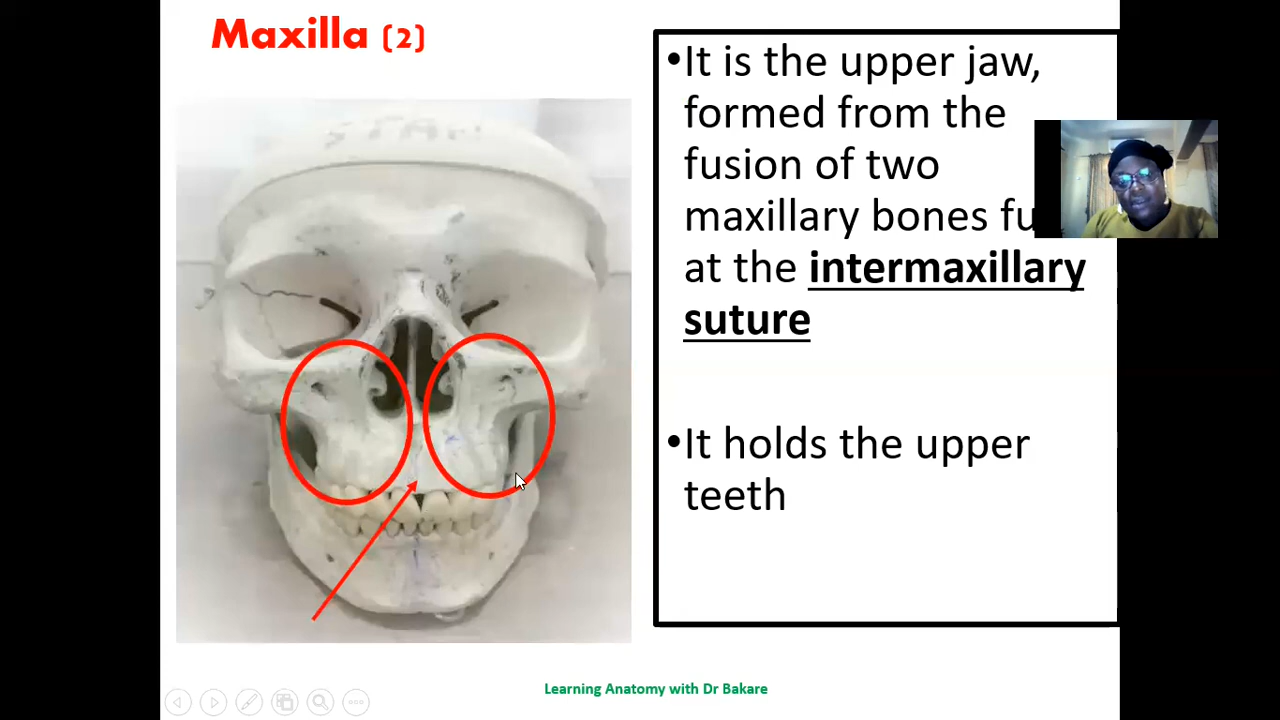 Maxilla (2)
•It is the upper jaw,
formed from the
fusion of two
maxillary bones
at the intermaxillary
suture
•It holds the upper
teeth
Learning Anatomy with Dr Bakare